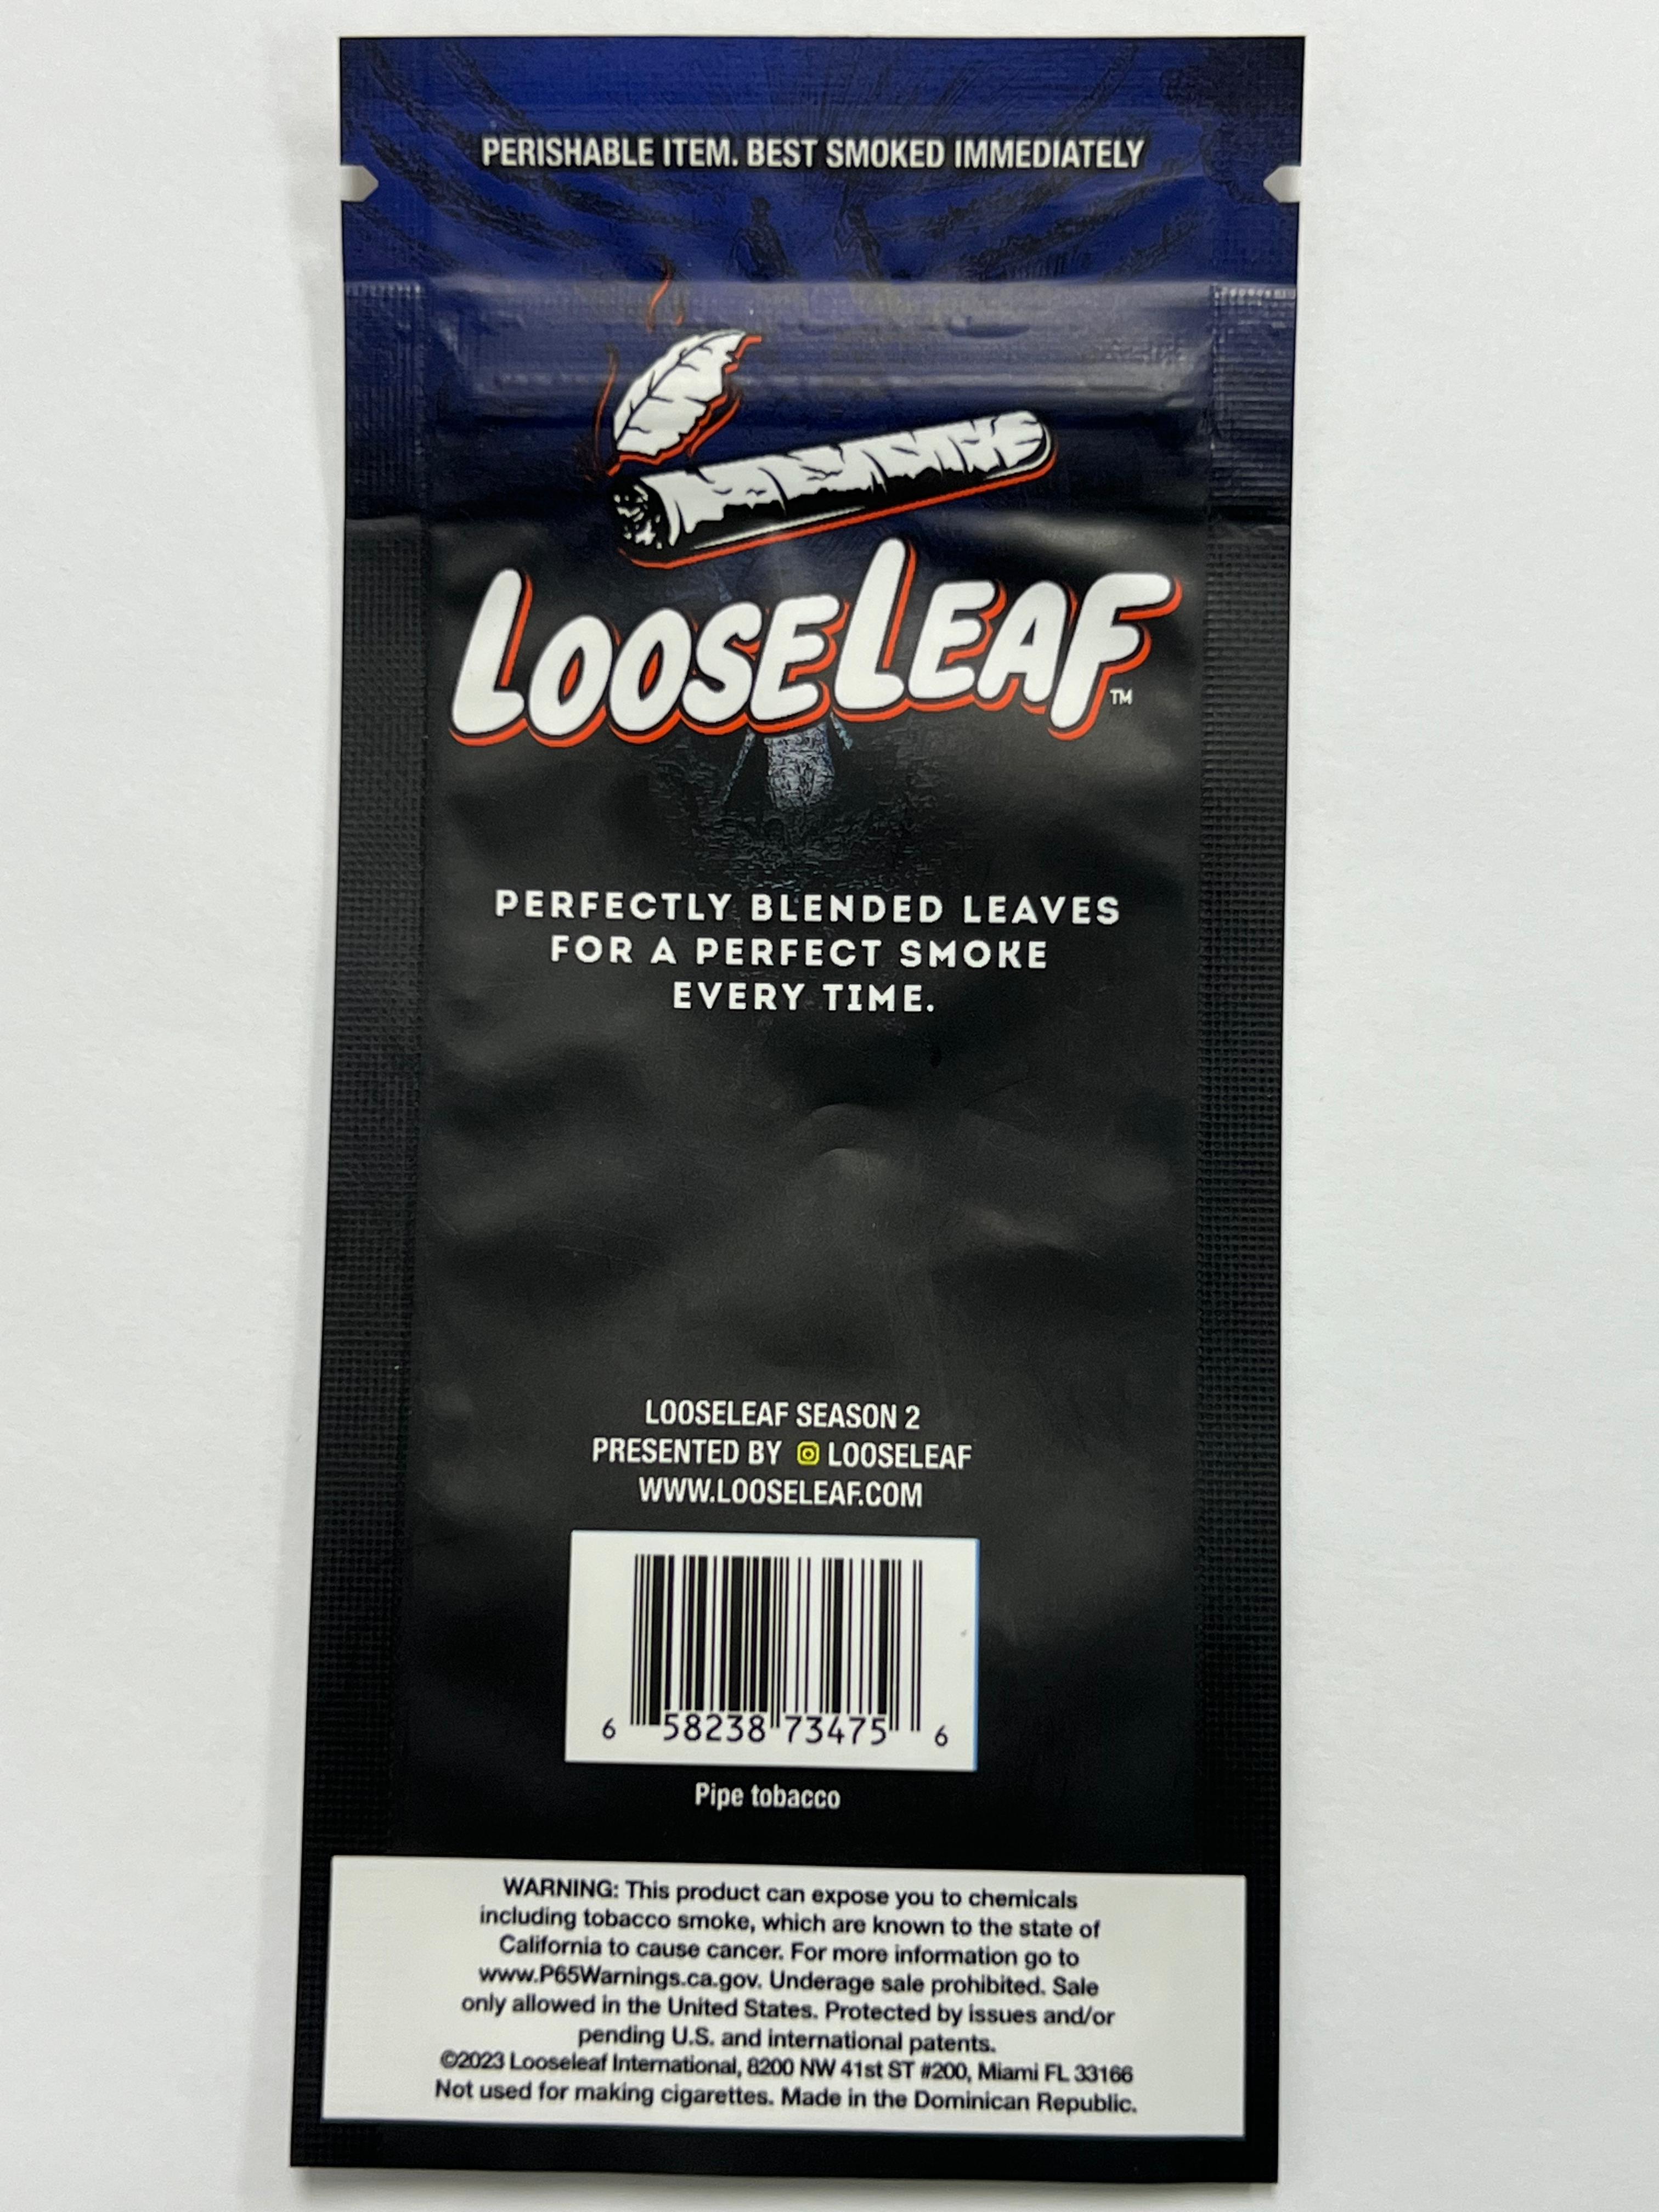 PERISHABLE ITEM. BEST SMOKED IMMEDIATELY
LOOSELEAF™
PERFECTLY BLENDED LEAVES
FOR A PERFECT SMOKE
EVERY TIME.
LOOSELEAF SEASON 2
PRESENTED BY LOOSELEAF
WWW.LOOSELEAF.COM
6 58238 73475 6
Pipe tobacco
WARNING: This product can expose you to chemicals
including tobacco smoke, which are known to the state of
California to cause cancer. For more information go to
www.P65Warnings.ca.gov. Underage sale prohibited. Sale
only allowed in the United States. Protected by issues and/or
pending U.S. and international patents.
©2023 Looseleaf International, 8200 NW 41st ST #200, Miami FL 33166
Not used for making cigarettes. Made in the Dominican Republic.